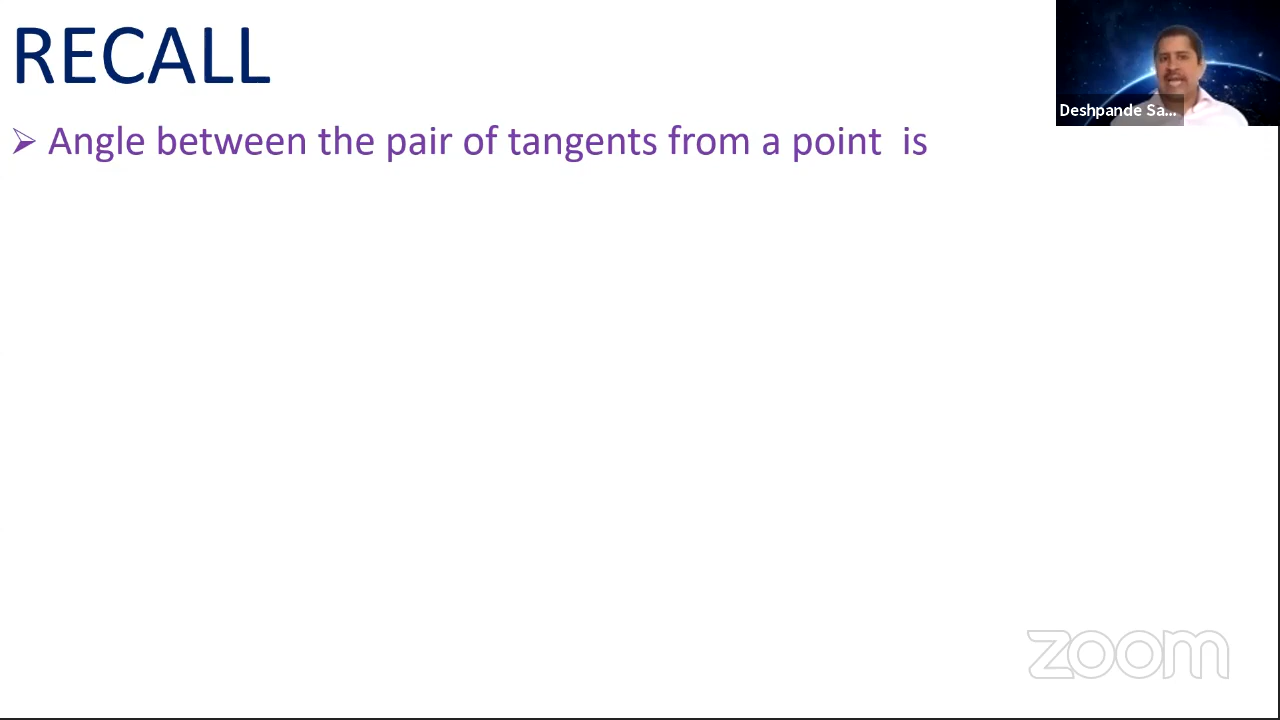 RECALL
Deshpande Sa...
➢ Angle between the pair of tangents from a point is
zoom